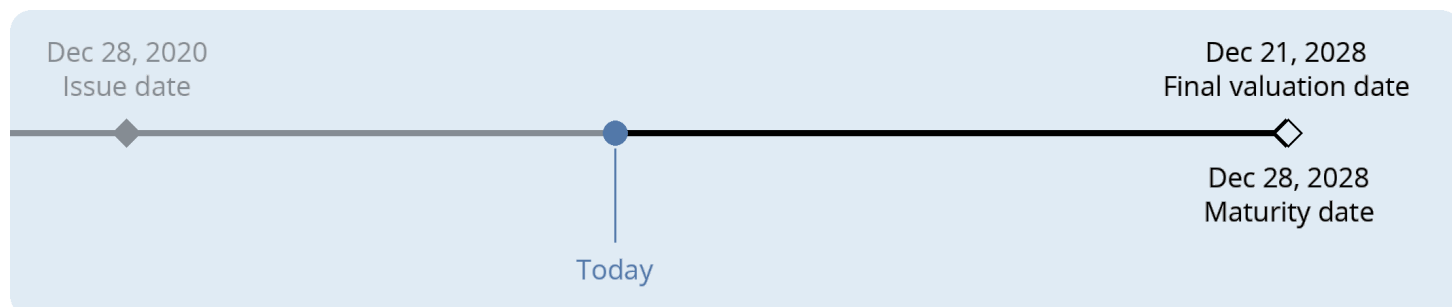 Dec 28, 2020
Issue date
Dec 21, 2028
Final valuation date
Dec 28, 2028
Maturity date
Today